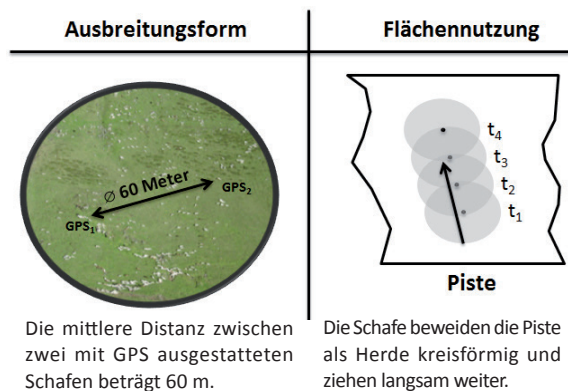 Ausbreitungsform
Flächennutzung
⌀ 60 Meter
GPS₁
GPS₂
t₄
t₃
t₂
t₁
Piste
Die mittlere Distanz zwischen
zwei mit GPS ausgestatteten
Schafen beträgt 60 m.
Die Schafe beweiden die Piste
als Herde kreisförmig und
ziehen langsam weiter.